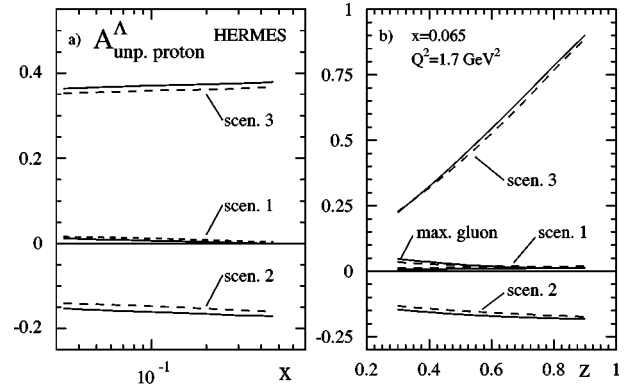 a) A^Λ_unp. proton HERMES
0.4
scen. 3
0.2
scen. 1
0
scen. 2
-0.2
10^-1
x
1
b) x=0.065
Q^2=1.7 GeV^2
0.75
0.5
scen. 3
0.25
max. gluon
scen. 1
0
scen. 2
-0.25
0.2 0.4 0.6 0.8 z 1